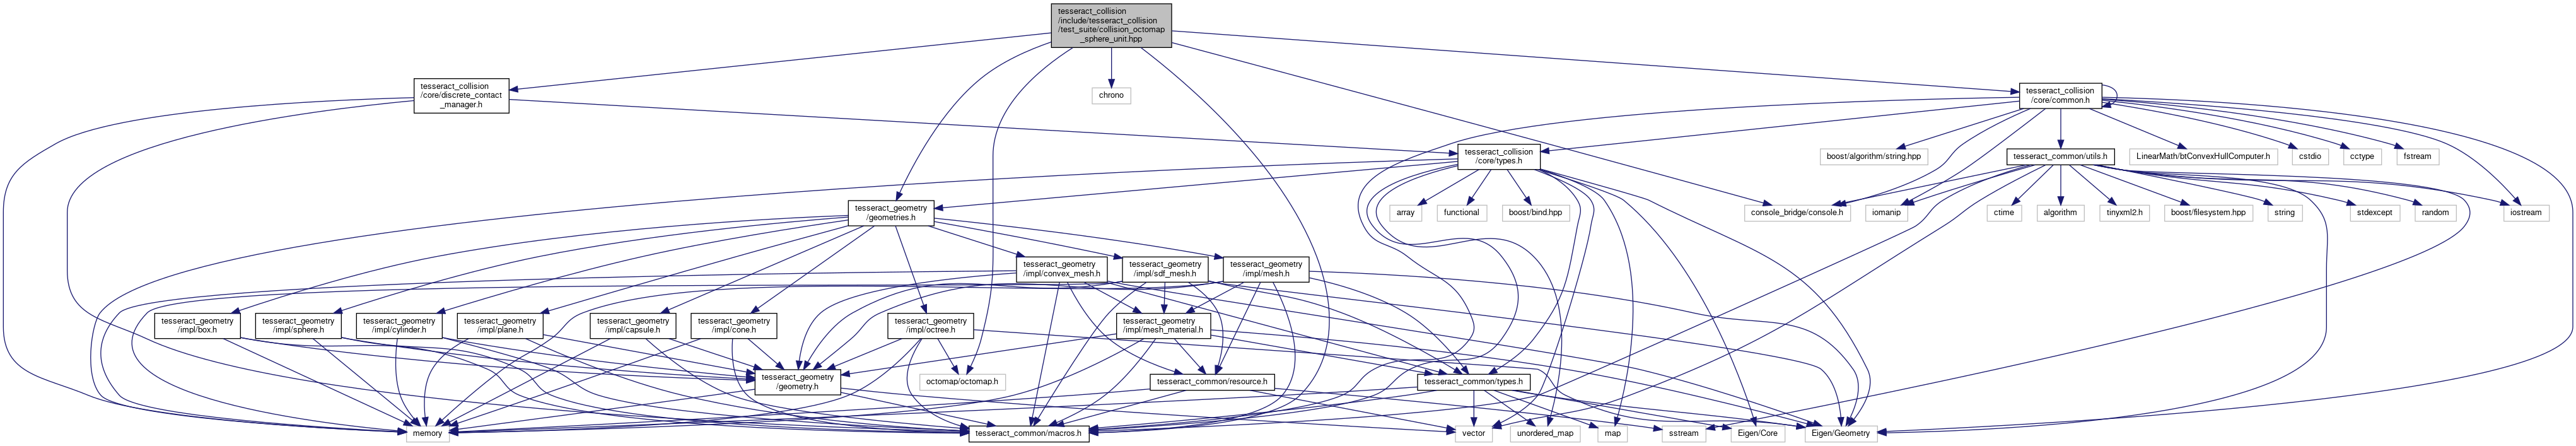 tesseract_collision
/include/tesseract_collision
/test_suite/collision_octomap
_sphere_unit.hpp
tesseract_collision
/core/discrete_contact
_manager.h
chrono
tesseract_collision
/core/common.h
tesseract_collision
/core/types.h
boost/algorithm/string.hpp
tesseract_common/utils.h
LinearMath/btConvexHullComputer.h
cstdio
cctype
fstream
tesseract_geometry
/geometries.h
array
functional
boost/bind.hpp
console_bridge/console.h
iomanip
ctime
algorithm
tinyxml2.h
boost/filesystem.hpp
string
stdexcept
random
iostream
tesseract_geometry
/impl/convex_mesh.h
tesseract_geometry
/impl/sdf_mesh.h
tesseract_geometry
/impl/mesh.h
tesseract_geometry
/impl/box.h
tesseract_geometry
/impl/sphere.h
tesseract_geometry
/impl/cylinder.h
tesseract_geometry
/impl/plane.h
tesseract_geometry
/impl/capsule.h
tesseract_geometry
/impl/cone.h
tesseract_geometry
/impl/octree.h
tesseract_geometry
/impl/mesh_material.h
tesseract_geometry
/geometry.h
octomap/octomap.h
tesseract_common/resource.h
tesseract_common/types.h
memory
tesseract_common/macros.h
vector
unordered_map
map
sstream
Eigen/Core
Eigen/Geometry